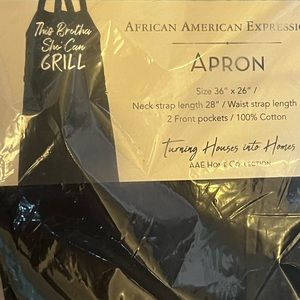 This Brotha
Sho' Can
GRILL
AFRICAN AMERICAN EXPRESSIO
APRON
Size 36" x 26" /
Neck strap length 28" / Waist strap length
2 Front pockets / 100% Cotton
Turning Houses into Homes
AAE HOME COLLECTION